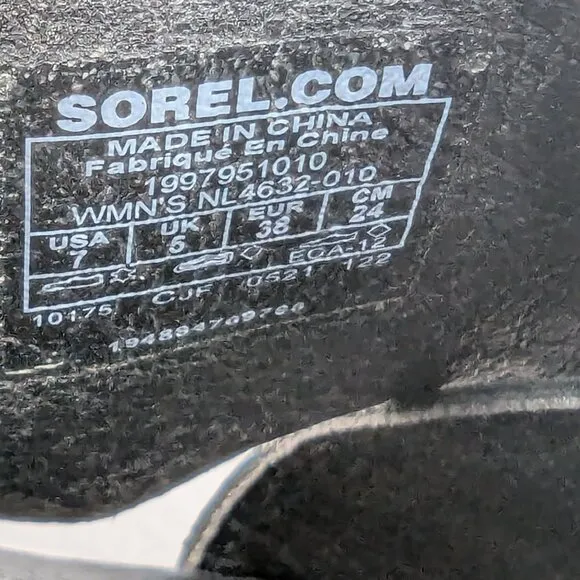 SOREL.COM
MADE IN CHINA
Fabriqué En Chine
1997951010
WMN'S NL4632-010
USA UK EUR CM
7 5 38 24
EOA-12
10175 CJF 0521 122